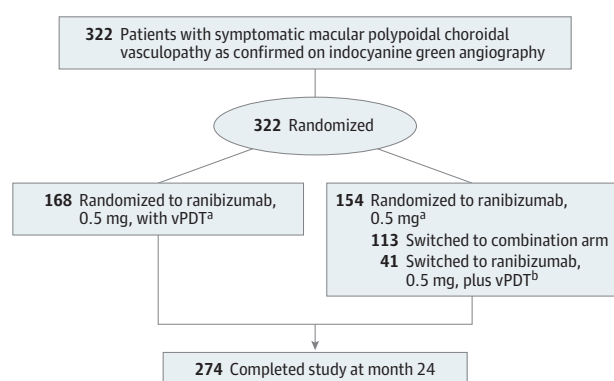 322 Patients with symptomatic macular polypoidal choroidal
vasculopathy as confirmed on indocyanine green angiography
322 Randomized
168 Randomized to ranibizumab,
0.5 mg, with vPDTa
154 Randomized to ranibizumab,
0.5 mga
113 Switched to combination arm
41 Switched to ranibizumab,
0.5 mg, plus vPDTb
274 Completed study at month 24